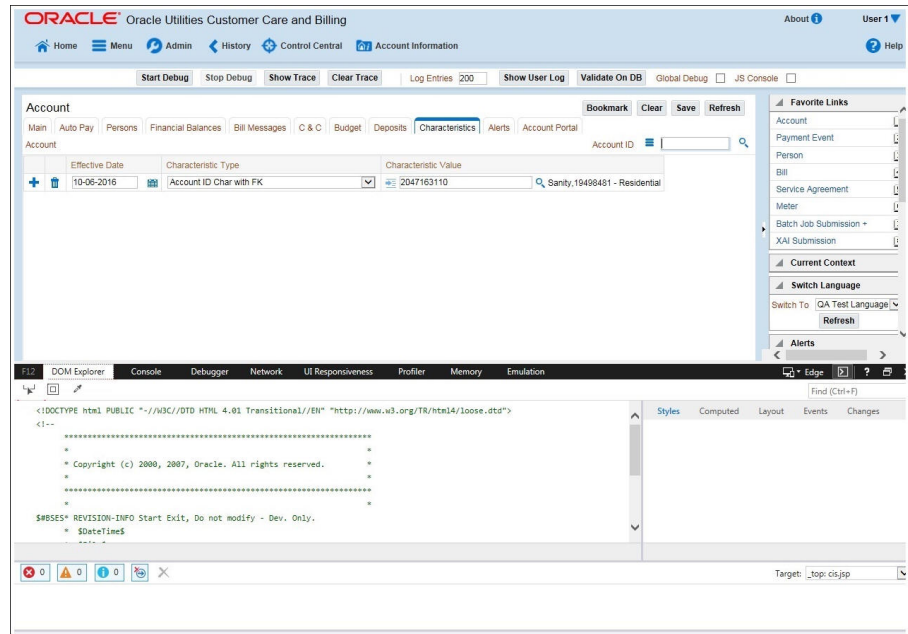 ORACLE® Oracle Utilities Customer Care and Billing
About User 1
Home Menu Admin History Control Central Account Information Help
Start Debug Stop Debug Show Trace Clear Trace Log Entries 200 Show User Log Validate On DB Global Debug JS Console
Account Bookmark Clear Save Refresh
Main Auto Pay Persons Financial Balances Bill Messages C & C Budget Deposits Characteristics Alerts Account Portal
Account Account ID
Effective Date Characteristic Type Characteristic Value
10-06-2016 Account ID Char with FK 2047163110 Sanity,19498481 - Residential
Favorite Links
Account
Payment Event
Person
Bill
Service Agreement
Meter
Batch Job Submission +
XAI Submission
Current Context
Switch Language
Switch To QA Test Language
Refresh
Alerts
F12 DOM Explorer Console Debugger Network UI Responsiveness Profiler Memory Emulation Edge ?
Find (Ctrl+F)
Styles Computed Layout Events Changes
<!DOCTYPE html PUBLIC "-//W3C//DTD HTML 4.01 Transitional//EN" "http://www.w3.org/TR/html4/loose.dtd">
<!--
* Copyright (c) 2000, 2007, Oracle. All rights reserved. *
$#BSES* REVISION-INFO Start Exit, Do not modify - Dev. Only.
* $DateTime$
0 0 0
Target: _top: cis.jsp